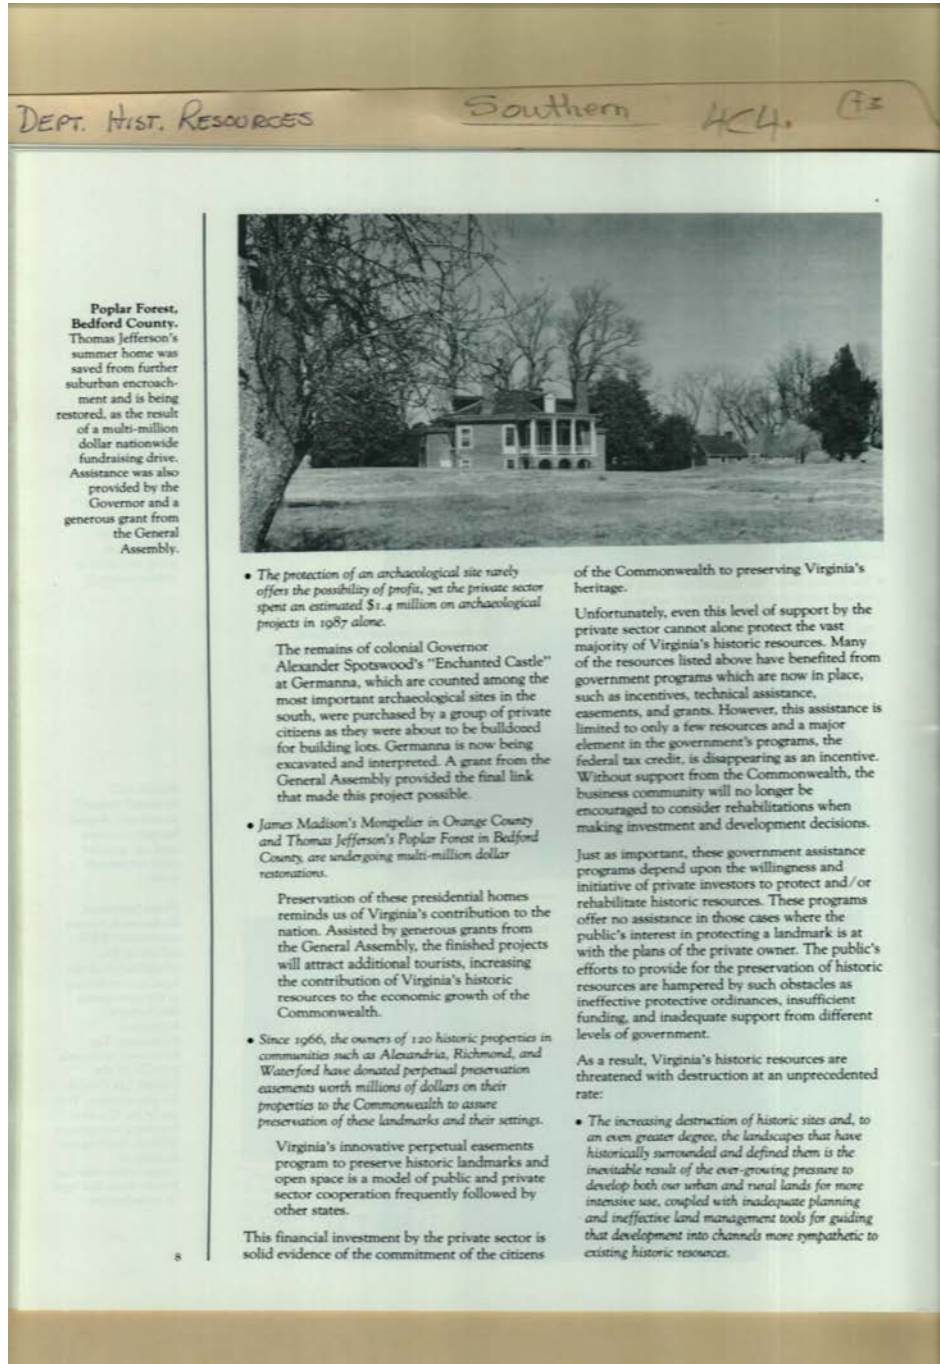 DEPT. HIST. RESOURCES
Southern
4C4.
Poplar Forest,
Bedford County.
Thomas Jefferson's
summer home was
saved from further
suburban encroach-
ment and is being
restored, as the result
of a multi-million
dollar nationwide
fundraising drive.
Assistance was also
provided by the
Governor and a
generous grant from
the General
Assembly.
• The protection of an archaeological site rarely
offers the possibility of profit, yet the private sector
spent an estimated $1.4 million on archaeological
projects in 1987 alone.
The remains of colonial Governor
Alexander Spotswood's "Enchanted Castle"
at Germanna, which are counted among the
most important archaeological sites in the
south, were purchased by a group of private
citizens as they were about to be bulldozed
for building lots. Germanna is now being
excavated and interpreted. A grant from the
General Assembly provided the final link
that made this project possible.
• James Madison's Montpelier in Orange County
and Thomas Jefferson's Poplar Forest in Bedford
County, are undergoing multi-million dollar
restorations.
Preservation of these presidential homes
reminds us of Virginia's contribution to the
nation. Assisted by generous grants from
the General Assembly, the finished projects
will attract additional tourists, increasing
the contribution of Virginia's historic
resources to the economic growth of the
Commonwealth.
• Since 1966, the owners of 120 historic properties in
communities such as Alexandria, Richmond, and
Waterford have donated perpetual preservation
easements worth millions of dollars on their
properties to the Commonwealth to assure
preservation of these landmarks and their settings.
Virginia's innovative perpetual easements
program to preserve historic landmarks and
open space is a model of public and private
sector cooperation frequently followed by
other states.
This financial investment by the private sector is
solid evidence of the commitment of the citizens
of the Commonwealth to preserving Virginia's
heritage.
Unfortunately, even this level of support by the
private sector cannot alone protect the vast
majority of Virginia's historic resources. Many
of the resources listed above have benefited from
government programs which are now in place,
such as incentives, technical assistance,
easements, and grants. However, this assistance is
limited to only a few resources and a major
element in the government's programs, the
federal tax credit, is disappearing as an incentive.
Without support from the Commonwealth, the
business community will no longer be
encouraged to consider rehabilitations when
making investment and development decisions.
Just as important, these government assistance
programs depend upon the willingness and
initiative of private investors to protect and/or
rehabilitate historic resources. These programs
offer no assistance in those cases where the
public's interest in protecting a landmark is at
with the plans of the private owner. The public's
efforts to provide for the preservation of historic
resources are hampered by such obstacles as
ineffective protective ordinances, insufficient
funding, and inadequate support from different
levels of government.
As a result, Virginia's historic resources are
threatened with destruction at an unprecedented
rate:
• The increasing destruction of historic sites and, to
an even greater degree, the landscapes that have
historically surrounded and defined them is the
inevitable result of the ever-growing pressure to
develop both our urban and rural lands for more
intensive use, coupled with inadequate planning
and ineffective land management tools for guiding
that development into channels more sympathetic to
existing historic resources.
8